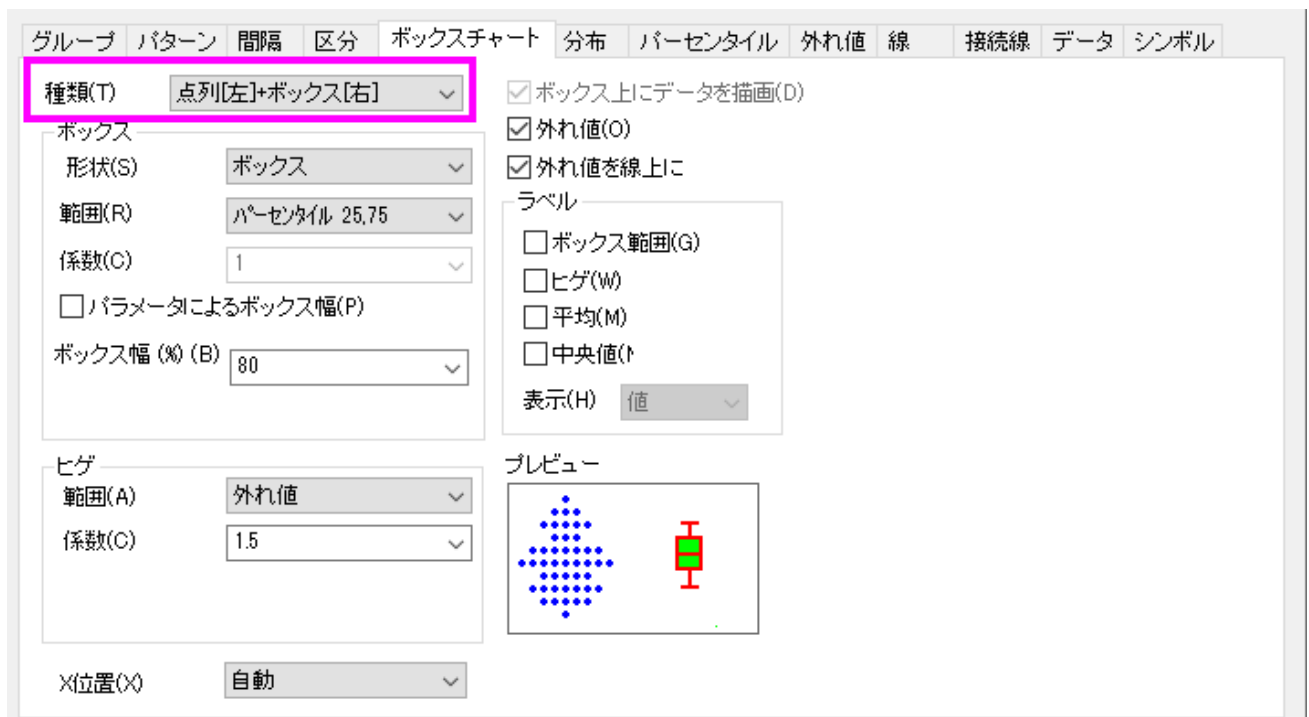 グループ パターン 間隔 区分 ボックスチャート 分布 パーセンタイル 外れ値 線 接続線 データ シンボル
種類(T) 点列[左]+ボックス[右]
ボックス
形状(S) ボックス
範囲(R) パーセンタイル 25,75
係数(C) 1
パラメータによるボックス幅(P)
ボックス幅 (%) (B) 80
ボックス上にデータを描画(D)
外れ値(O)
外れ値を線上に
ラベル
ボックス範囲(G)
ヒゲ(W)
平均(M)
中央値(
表示(H) 値
ヒゲ
範囲(A) 外れ値
係数(C) 1.5
プレビュー
X位置(X) 自動